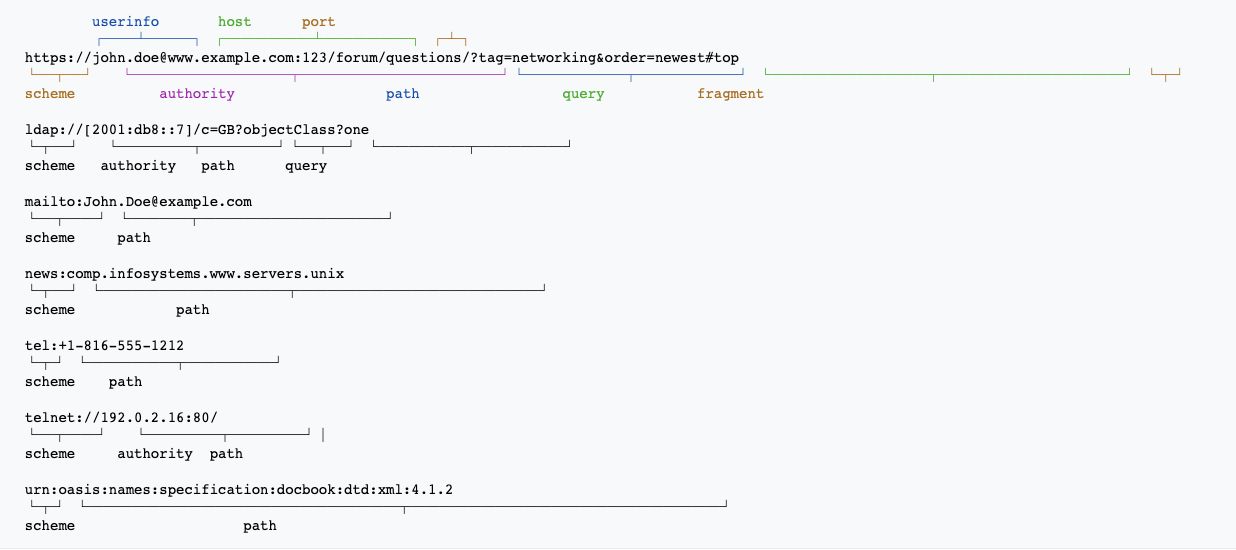 userinfo host port
https://john.doe@www.example.com:123/forum/questions/?tag=networking&order=newest#top
scheme authority path query fragment
ldap://[2001:db8::7]/c=GB?objectClass?one
scheme authority path query
mailto:John.Doe@example.com
scheme path
news:comp.infosystems.www.servers.unix
scheme path
tel:+1-816-555-1212
scheme path
telnet://192.0.2.16:80/
scheme authority path
urn:oasis:names:specification:docbook:dtd:xml:4.1.2
scheme path